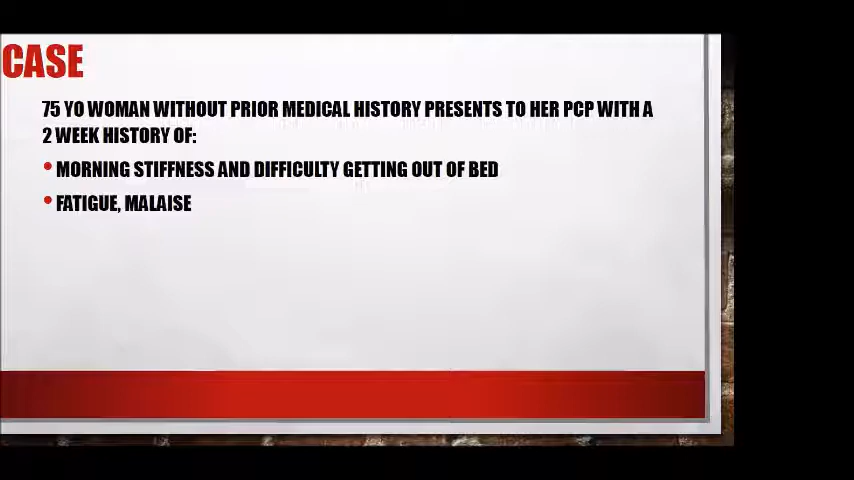 CASE
75 YO WOMAN WITHOUT PRIOR MEDICAL HISTORY PRESENTS TO HER PCP WITH A
2 WEEK HISTORY OF:
• MORNING STIFFNESS AND DIFFICULTY GETTING OUT OF BED
• FATIGUE, MALAISE